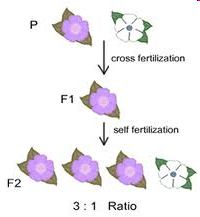 P
cross fertilization
F1
self fertilization
F2
3 : 1 Ratio